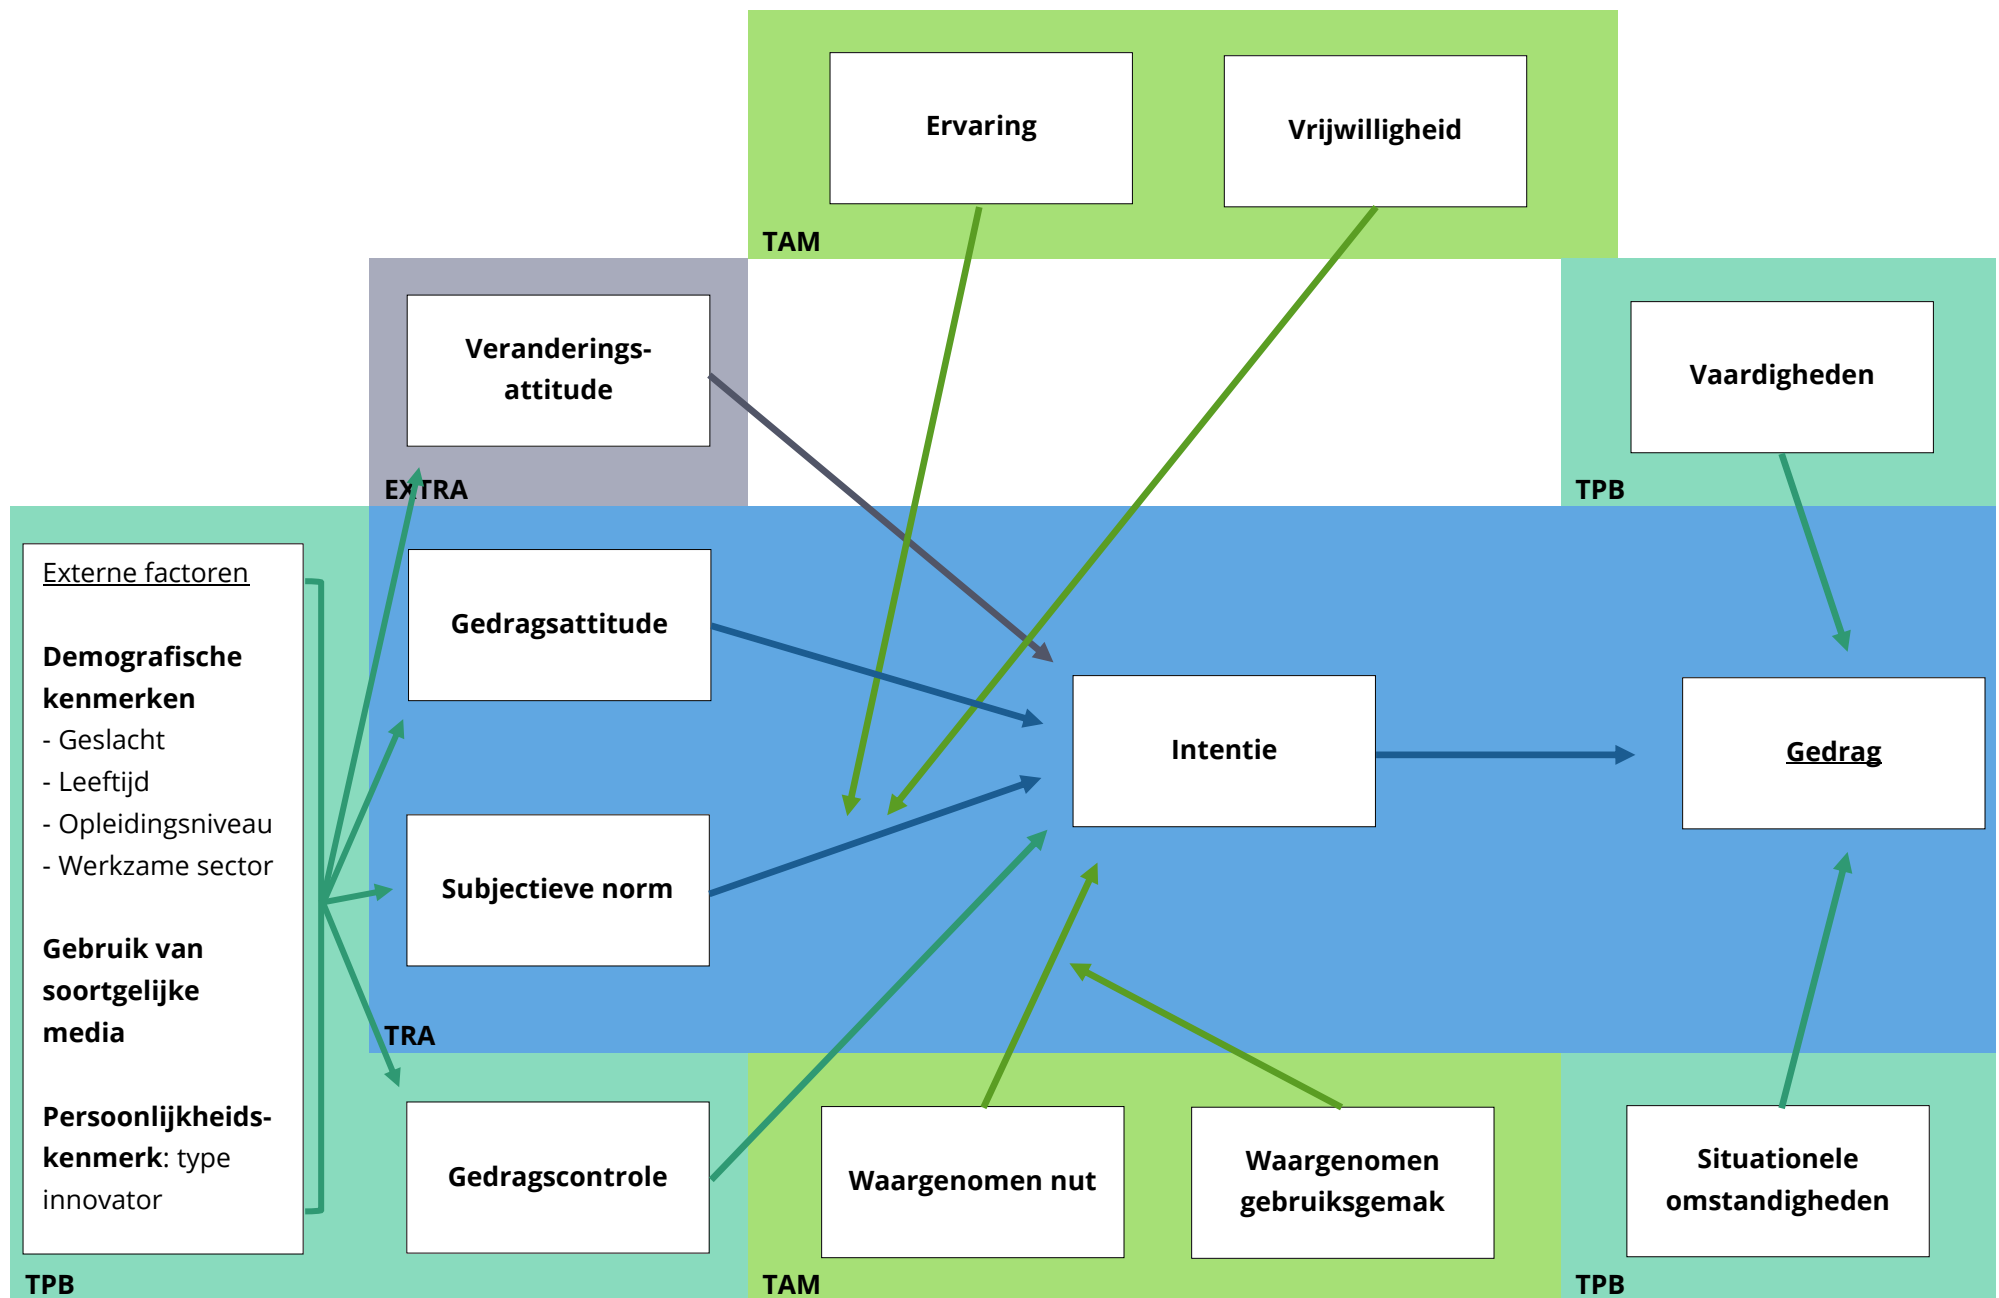 Ervaring
Vrijwilligheid
TAM
Veranderings-
attitude
EXTRA
Vaardigheden
TPB
Externe factoren
Demografische
kenmerken
- Geslacht
- Leeftijd
- Opleidingsniveau
- Werkzame sector
Gebruik van
soortgelijke
media
Persoonlijkheids-
kenmerk: type
innovator
TPB
Gedragsattitude
Subjectieve norm
TRA
Intentie
Gedrag
Gedragscontrole
Waargenomen nut
Waargenomen
gebruiksgemak
TAM
Situationele
omstandigheden
TPB